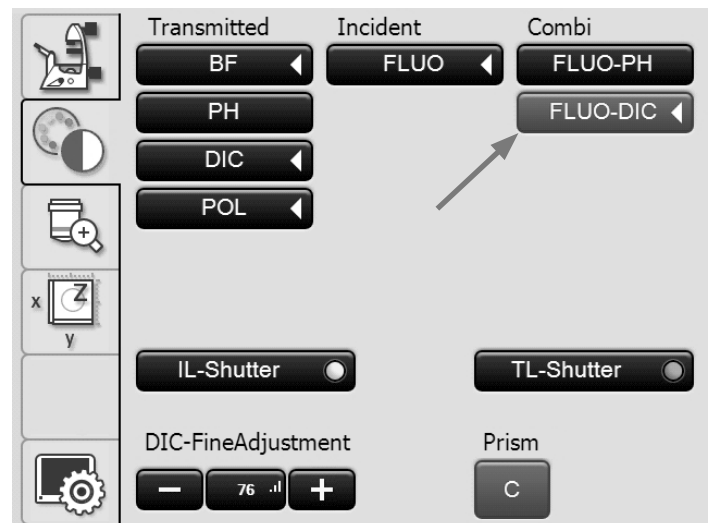 Transmitted Incident Combi
BF FLUO FLUO-PH
PH FLUO-DIC
DIC
POL
Z
x
y
IL-Shutter TL-Shutter
DIC-FineAdjustment Prism
76 C